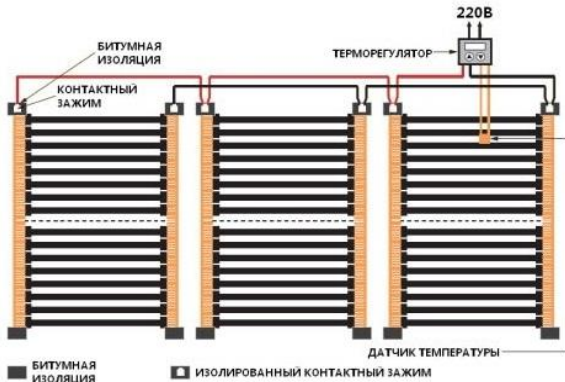 220В
ТЕРМОРЕГУЛЯТОР
БИТУМНАЯ
ИЗОЛЯЦИЯ
КОНТАКТНЫЙ
ЗАЖИМ
ДАТЧИК ТЕМПЕРАТУРЫ
БИТУМНАЯ
ИЗОЛЯЦИЯ
ИЗОЛИРОВАННЫЙ КОНТАКТНЫЙ ЗАЖИМ